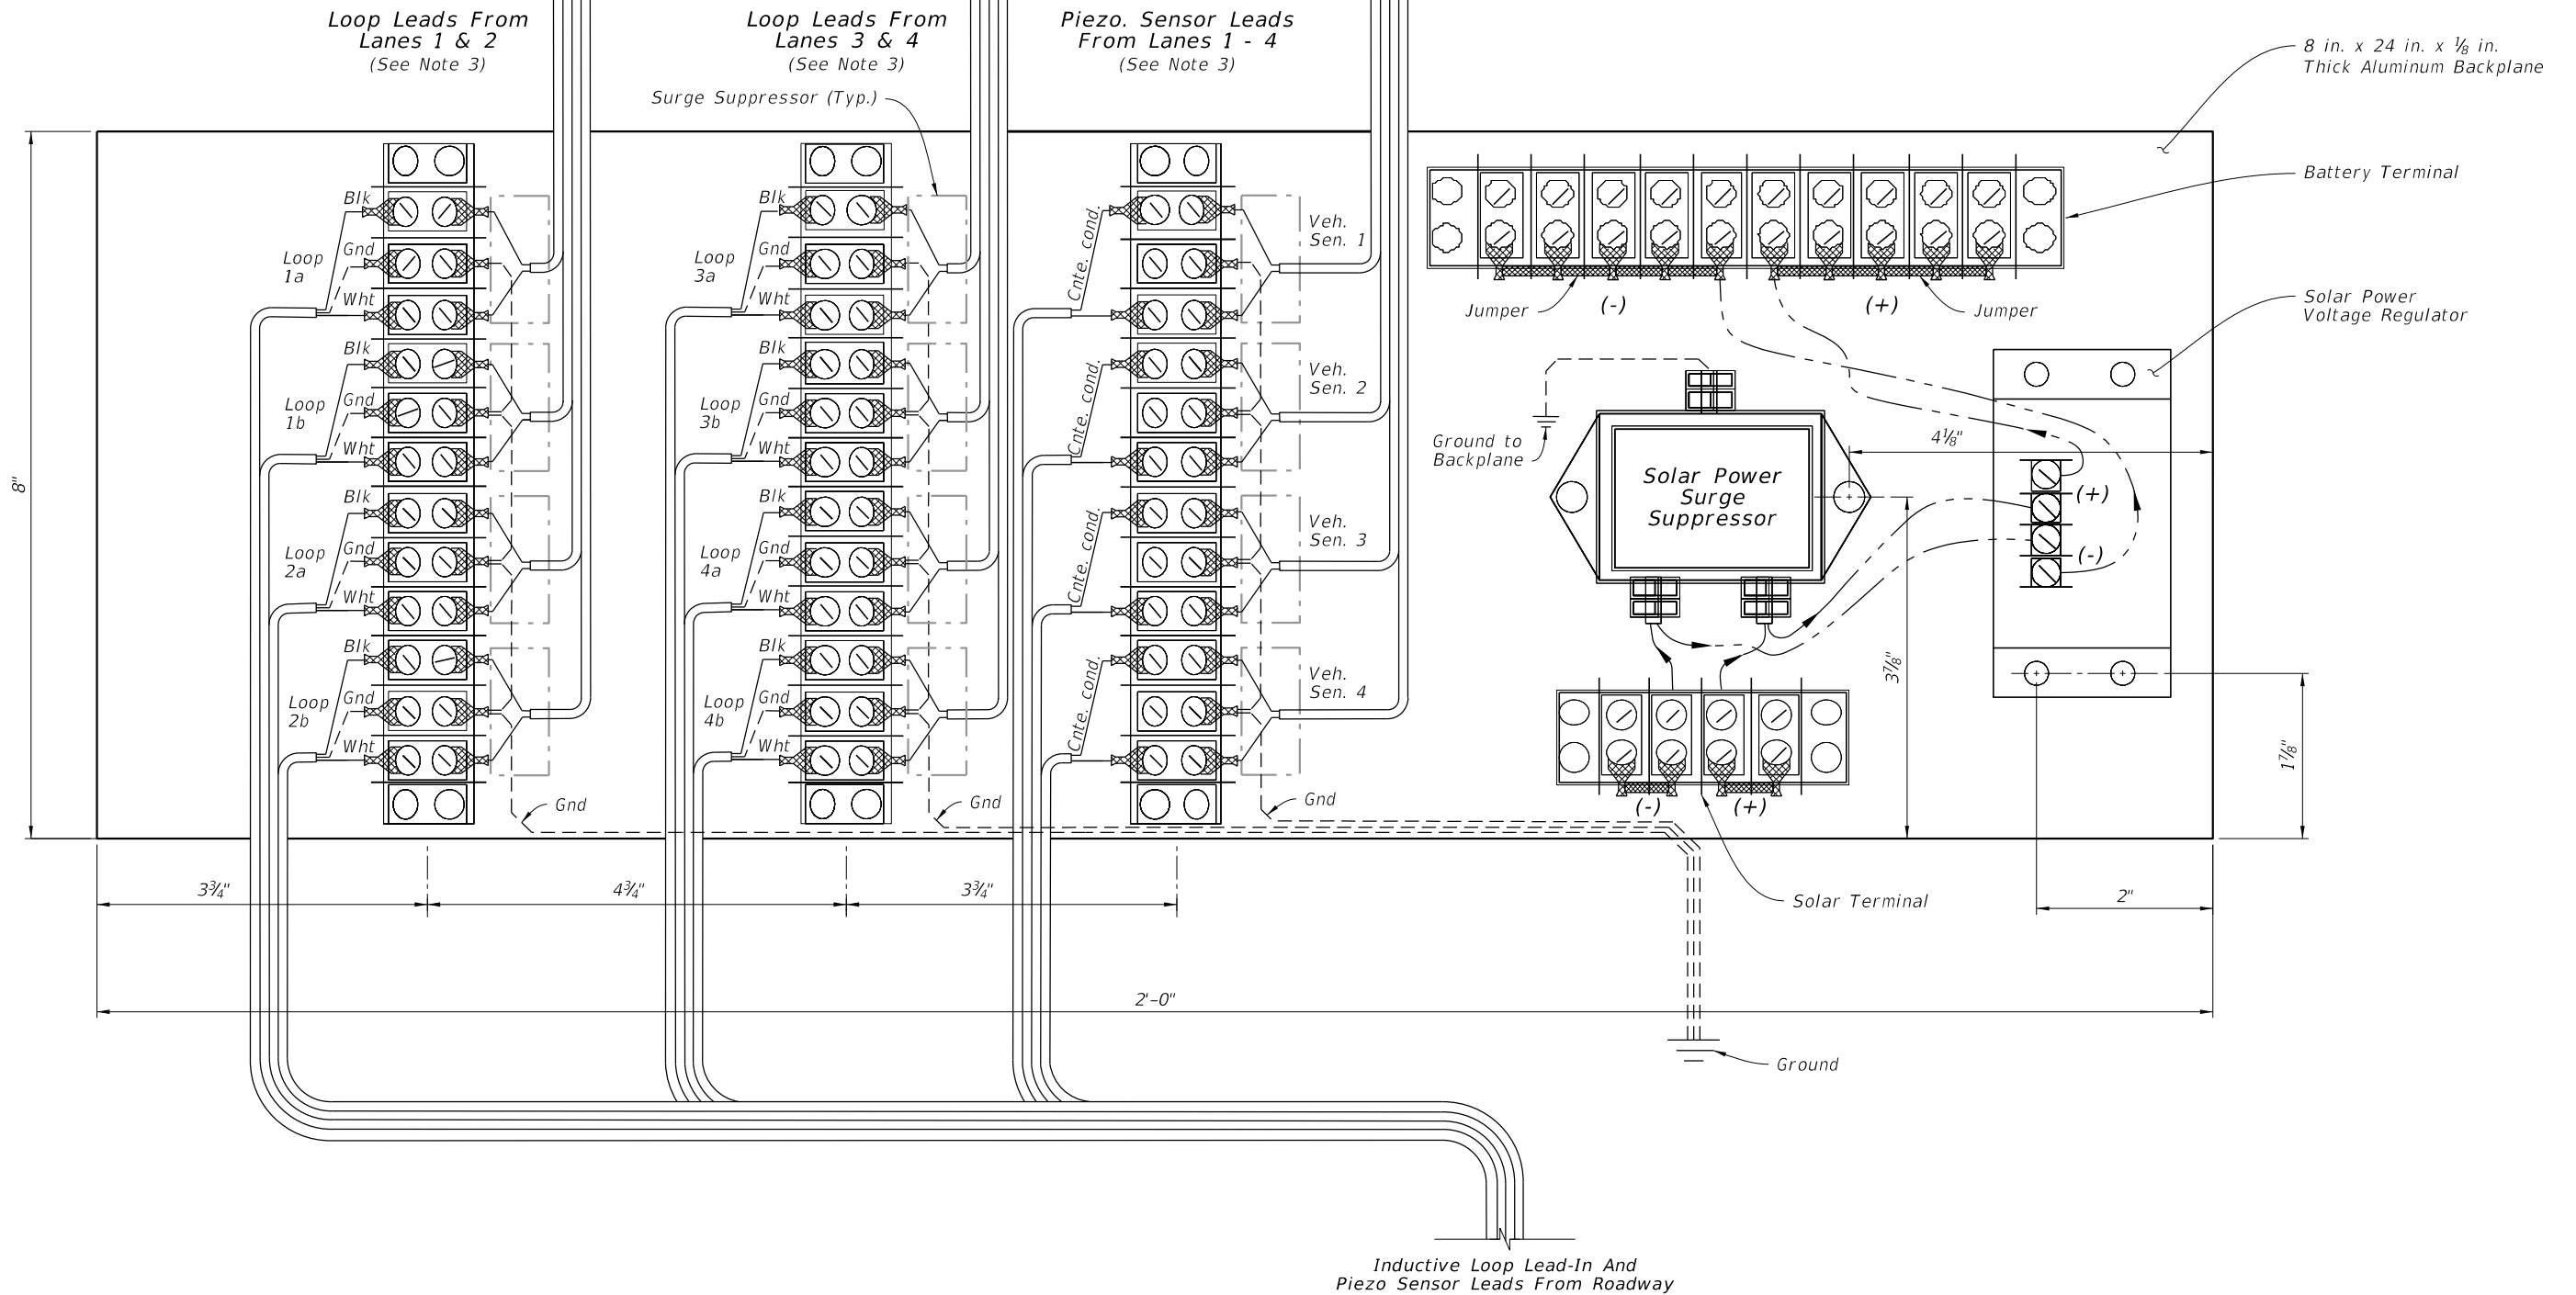 Loop Leads From
Lanes 1 & 2
(See Note 3)
Loop Leads From
Lanes 3 & 4
(See Note 3)
Piezo. Sensor Leads
From Lanes 1 - 4
(See Note 3)
Surge Suppressor (Typ.)
8 in. x 24 in. x ⅛ in.
Thick Aluminum Backplane
Battery Terminal
Solar Power
Voltage Regulator
8"
Blk
Gnd
Wht
Loop
1a
Blk
Gnd
Wht
Loop
1b
Blk
Gnd
Wht
Loop
2a
Blk
Gnd
Wht
Loop
2b
Gnd
Blk
Gnd
Wht
Loop
3a
Blk
Gnd
Wht
Loop
3b
Blk
Gnd
Wht
Loop
4a
Blk
Gnd
Wht
Loop
4b
Gnd
Cnte. cond.
Cnte. cond.
Cnte. cond.
Cnte. cond.
Veh.
Sen. 1
Veh.
Sen. 2
Veh.
Sen. 3
Veh.
Sen. 4
Gnd
Jumper
(-)
(+)
Jumper
Ground to
Backplane
Solar Power
Surge
Suppressor
4⅛"
(+)
(-)
3⅞"
1⅞"
(-)
(+)
Solar Terminal
3¾"
4¾"
3¾"
2"
2'-0"
Ground
Inductive Loop Lead-In And
Piezo Sensor Leads From Roadway